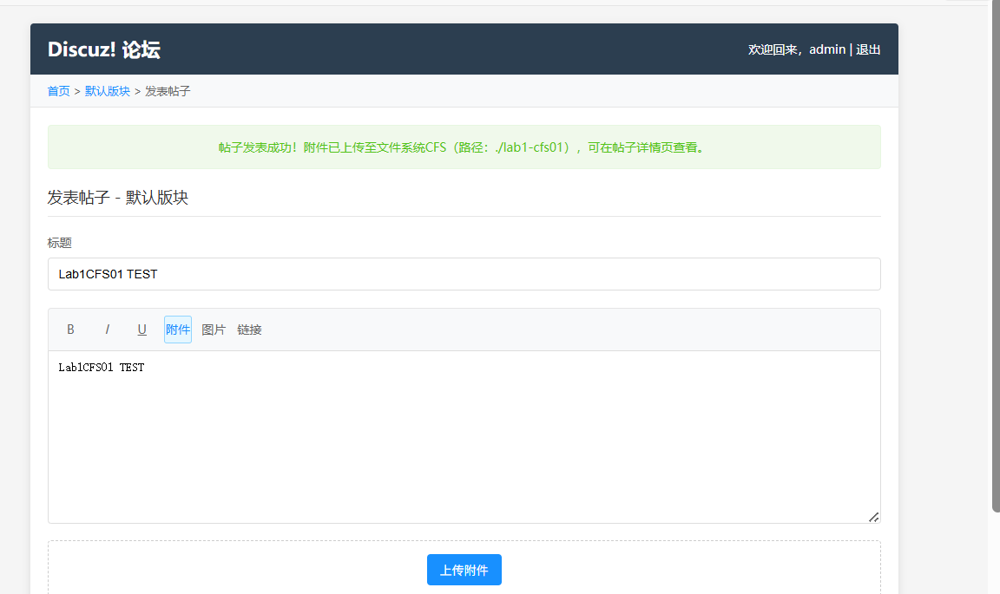 Discuz! 论坛
欢迎回来，admin | 退出
首页 > 默认版块 > 发表帖子
帖子发表成功！附件已上传至文件系统CFS（路径：./lab1-cfs01），可在帖子详情页查看。
发表帖子 - 默认版块
标题
Lab1CFS01 TEST
B I U 附件 图片 链接
Lab1CFS01 TEST
上传附件